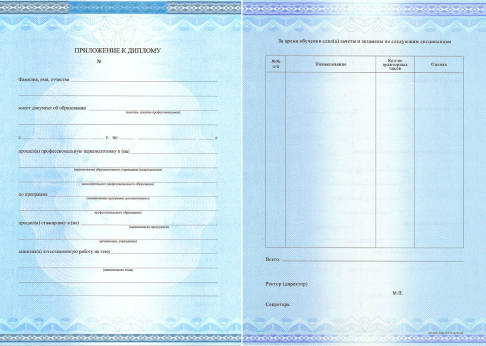 ПРИЛОЖЕНИЕ К ДИПЛОМУ
№
Фамилия, имя, отчество
имеет документ об образовании
(высшем, среднем профессиональном)
с г. по г.
прошел(а) профессиональную переподготовку в (на)
(наименование образовательного учреждения (подразделения)
дополнительного профессионального образования)
по программе
(наименование программы дополнительного
профессионального образования)
прошел(а) стажировку в (на)
(наименование предприятия,
организации, учреждения)
защитил(а) аттестационную работу на тему
(наименование темы)
За время обучения сдал(а) зачеты и экзамены по следующим дисциплинам
№№ п/п
Наименование
Кол-во аудиторных часов
Оценка
Всего:
Ректор (директор)
М.П.
Секретарь